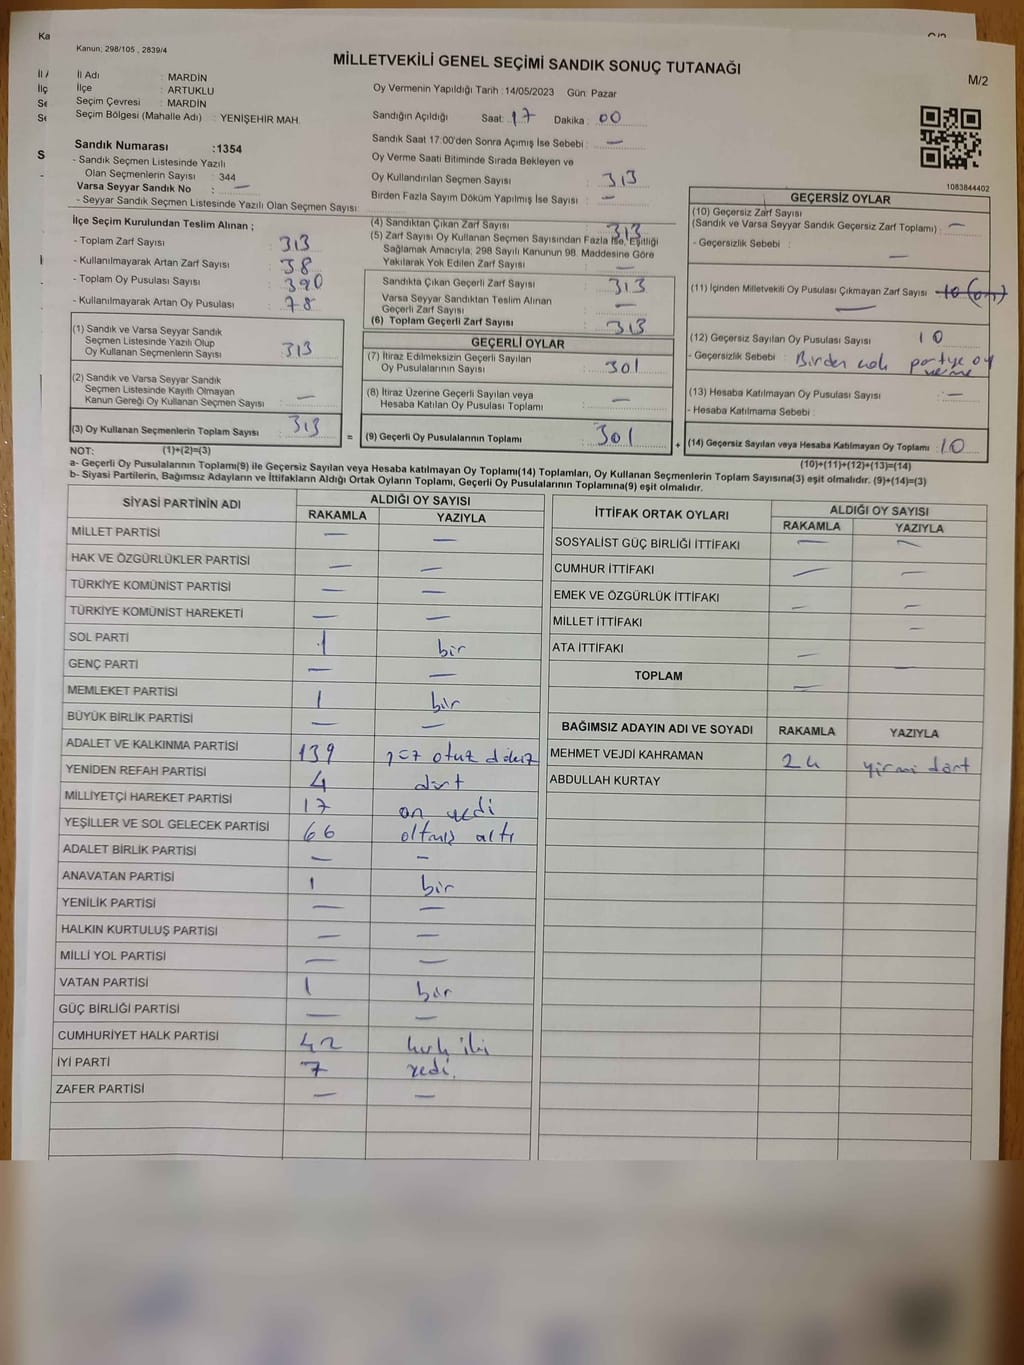 Kanun; 298/105 , 2839/4
MİLLETVEKİLİ GENEL SEÇİMİ SANDIK SONUÇ TUTANAĞI
M/2
İl Adı : MARDİN
İlçe : ARTUKLU
Seçim Çevresi : MARDİN
Seçim Bölgesi (Mahalle Adı) : YENİŞEHİR MAH.
Sandık Numarası :1354
- Sandık Seçmen Listesinde Yazılı
Olan Seçmenlerin Sayısı : 344
Varsa Seyyar Sandık No : —
- Seyyar Sandık Seçmen Listesinde Yazılı Olan Seçmen Sayısı:
Oy Vermenin Yapıldığı Tarih :14/05/2023 Gün: Pazar
Sandığın Açıldığı Saat: 17 Dakika : 00
Sandık Saat 17:00'den Sonra Açımış İse Sebebi : —
Oy Verme Saati Bitiminde Sırada Bekleyen ve
Oy Kullandırılan Seçmen Sayısı : 313
Birden Fazla Sayım Döküm Yapılmış İse Sayısı : —
1083844402
İlçe Seçim Kurulundan Teslim Alınan ;
- Toplam Zarf Sayısı : 313
- Kullanılmayarak Artan Zarf Sayısı : 38
- Toplam Oy Pusulası Sayısı : 390
- Kullanılmayarak Artan Oy Pusulası : 78
(1) Sandık ve Varsa Seyyar Sandık
Seçmen Listesinde Yazılı Olup
Oy Kullanan Seçmenlerin Sayısı : 313
(2) Sandık ve Varsa Seyyar Sandık
Seçmen Listesinde Kayıtlı Olmayan
Kanun Gereği Oy Kullanan Seçmen Sayısı : —
(3) Oy Kullanan Seçmenlerin Toplam Sayısı : 313
(4) Sandıktan Çıkan Zarf Sayısı : 313
(5) Zarf Sayısı Oy Kullanan Seçmen Sayısından Fazla İse, Eşitliği
Sağlamak Amacıyla; 298 Sayılı Kanunun 98. Maddesine Göre
Yakılarak Yok Edilen Zarf Sayısı : —
Sandıkta Çıkan Geçerli Zarf Sayısı : 313
Varsa Seyyar Sandıktan Teslim Alınan
Geçerli Zarf Sayısı : —
(6) Toplam Geçerli Zarf Sayısı : 313
GEÇERLİ OYLAR
(7) İtiraz Edilmeksizin Geçerli Sayılan
Oy Pusulalarının Sayısı : 301
(8) İtiraz Üzerine Geçerli Sayılan veya
Hesaba Katılan Oy Pusulası Toplamı : —
= (9) Geçerli Oy Pusulalarının Toplamı : 301
GEÇERSİZ OYLAR
(10) Geçersiz Zarf Sayısı
(Sandık ve Varsa Seyyar Sandık Geçersiz Zarf Toplamı) : —
- Geçersizlik Sebebi : —
(11) İçinden Milletvekili Oy Pusulası Çıkmayan Zarf Sayısı : 10 (on)
—
(12) Geçersiz Sayılan Oy Pusulası Sayısı : 10
- Geçersizlik Sebebi : Birden çok partiye oy
verme
(13) Hesaba Katılmayan Oy Pusulası Sayısı : —
- Hesaba Katılmama Sebebi :
+ (14) Geçersiz Sayılan veya Hesaba Katılmayan Oy Toplamı : 10
NOT: (1)+(2)=(3)
(10)+(11)+(12)+(13)=(14)
a- Geçerli Oy Pusulalarının Toplamı(9) ile Geçersiz Sayılan veya Hesaba katılmayan Oy Toplamı(14) Toplamları, Oy Kullanan Seçmenlerin Toplam Sayısına(3) eşit olmalıdır. (9)+(14)=(3)
b- Siyasi Partilerin, Bağımsız Adayların ve İttifakların Aldığı Ortak Oyların Toplamı, Geçerli Oy Pusulalarının Toplamına(9) eşit olmalıdır.
SİYASİ PARTİNİN ADI ALDIĞI OY SAYISI
RAKAMLA YAZIYLA
MİLLET PARTİSİ — —
HAK VE ÖZGÜRLÜKLER PARTİSİ — —
TÜRKİYE KOMÜNİST PARTİSİ — —
TÜRKİYE KOMÜNİST HAREKETİ — —
SOL PARTİ 1 bir
GENÇ PARTİ — —
MEMLEKET PARTİSİ 1 bir
BÜYÜK BİRLİK PARTİSİ — —
ADALET VE KALKINMA PARTİSİ 139 yüz otuz dokuz
YENİDEN REFAH PARTİSİ 4 dört
MİLLİYETÇİ HAREKET PARTİSİ 17 on yedi
YEŞİLLER VE SOL GELECEK PARTİSİ 66 altmış altı
ADALET BİRLİK PARTİSİ — —
ANAVATAN PARTİSİ 1 bir
YENİLİK PARTİSİ — —
HALKIN KURTULUŞ PARTİSİ — —
MİLLİ YOL PARTİSİ — —
VATAN PARTİSİ 1 bir
GÜÇ BİRLİĞİ PARTİSİ — —
CUMHURİYET HALK PARTİSİ 42 kırk iki
İYİ PARTİ 7 yedi.
ZAFER PARTİSİ — —
İTTİFAK ORTAK OYLARI ALDIĞI OY SAYISI
RAKAMLA YAZIYLA
SOSYALİST GÜÇ BİRLİĞİ İTTİFAKI — —
CUMHUR İTTİFAKI — —
EMEK VE ÖZGÜRLÜK İTTİFAKI — —
MİLLET İTTİFAKI —
ATA İTTİFAKI — —
TOPLAM —
BAĞIMSIZ ADAYIN ADI VE SOYADI RAKAMLA YAZIYLA
MEHMET VEJDİ KAHRAMAN 24 yirmi dört
ABDULLAH KURTAY